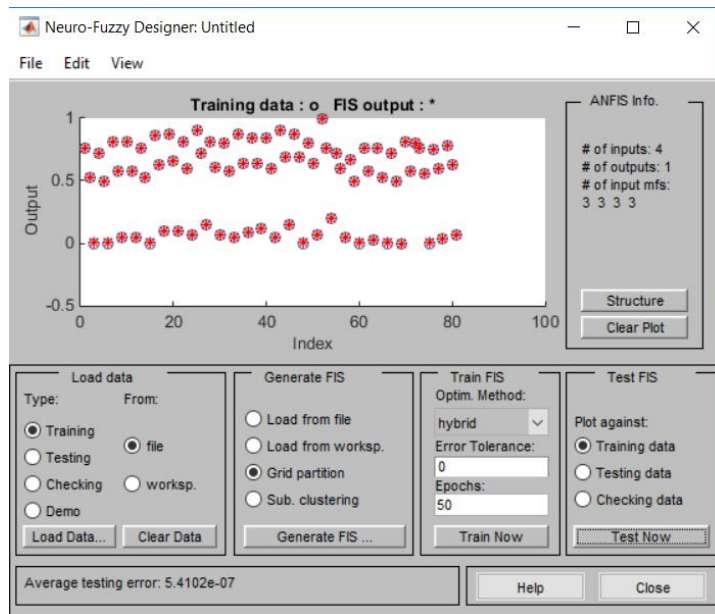 Neuro-Fuzzy Designer: Untitled
File Edit View
Training data : o FIS output : *
1
0.5
0
-0.5
Output
0 20 40 60 80 100
Index
ANFIS Info.
# of inputs: 4
# of outputs: 1
# of input mfs:
3 3 3 3
Structure
Clear Plot
Load data
Type: From:
Training
Testing
Checking
Demo
file
worksp.
Load Data... Clear Data
Generate FIS
Load from file
Load from worksp.
Grid partition
Sub. clustering
Generate FIS ...
Train FIS
Optim. Method:
hybrid
Error Tolerance:
0
Epochs:
50
Train Now
Test FIS
Plot against:
Training data
Testing data
Checking data
Test Now
Average testing error: 5.4102e-07
Help Close